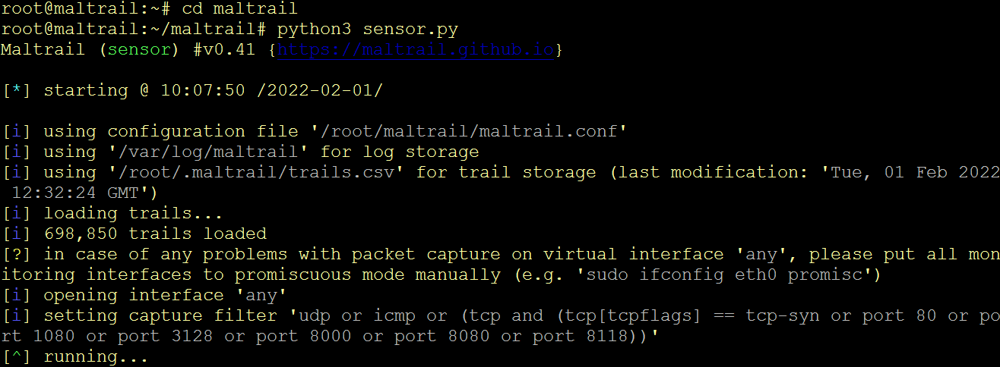 root@maltrail:~# cd maltrail
root@maltrail:~/maltrail# python3 sensor.py
Maltrail (sensor) #v0.41 {https://maltrail.github.io}
[*] starting @ 10:07:50 /2022-02-01/
[i] using configuration file '/root/maltrail/maltrail.conf'
[i] using '/var/log/maltrail' for log storage
[i] using '/root/.maltrail/trails.csv' for trail storage (last modification: 'Tue, 01 Feb 2022
 12:32:24 GMT')
[i] loading trails...
[i] 698,850 trails loaded
[?] in case of any problems with packet capture on virtual interface 'any', please put all mon
itoring interfaces to promiscuous mode manually (e.g. 'sudo ifconfig eth0 promisc')
[i] opening interface 'any'
[i] setting capture filter 'udp or icmp or (tcp and (tcp[tcpflags] == tcp-syn or port 80 or po
rt 1080 or port 3128 or port 8000 or port 8080 or port 8118))'
[^] running...